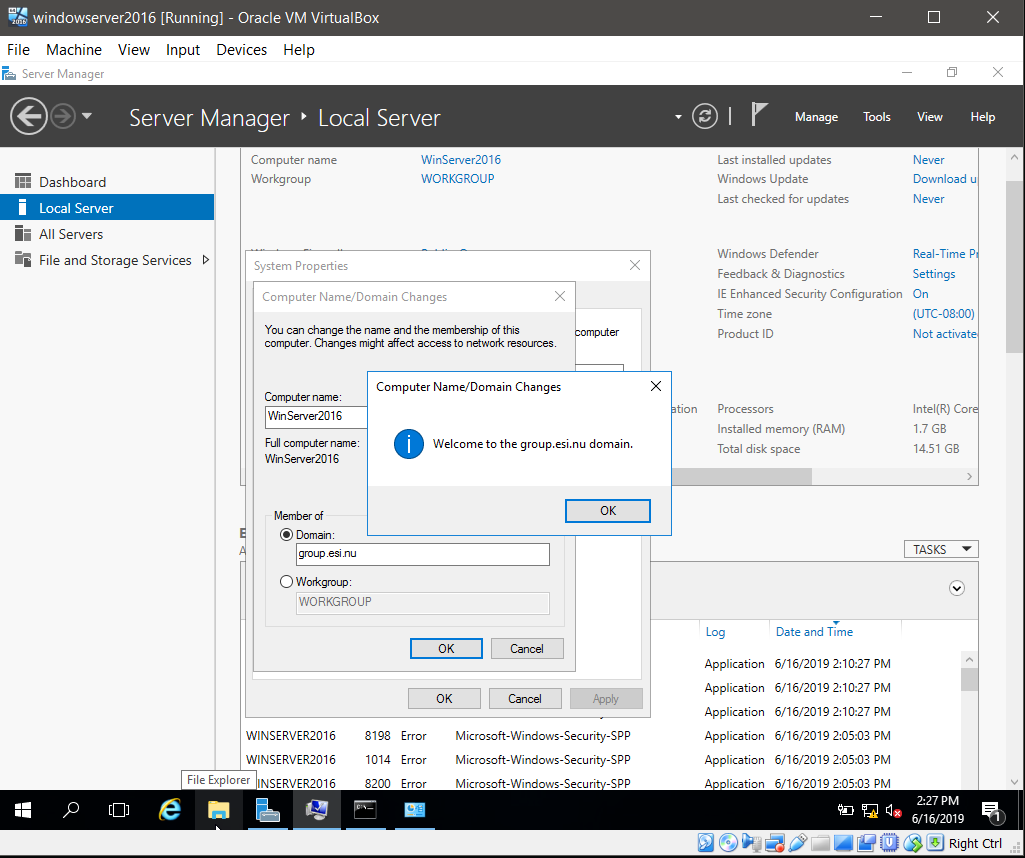 windowserver2016 [Running] - Oracle VM VirtualBox
File Machine View Input Devices Help
Server Manager
Server Manager Local Server
Manage Tools View Help
Dashboard
Local Server
All Servers
File and Storage Services
Computer name WinServer2016
Workgroup WORKGROUP
Last installed updates Never
Windows Update Download u
Last checked for updates Never
Windows Defender Real-Time Pr
Feedback & Diagnostics Settings
IE Enhanced Security Configuration On
Time zone (UTC-08:00)
Product ID Not activate
Processors Intel(R) Core
Installed memory (RAM) 1.7 GB
Total disk space 14.51 GB
System Properties
Computer Name/Domain Changes
You can change the name and the membership of this
computer. Changes might affect access to network resources.
computer
Computer name:
WinServer2016
Full computer name:
WinServer2016
Member of
Domain:
group.esi.nu
Workgroup:
WORKGROUP
OK Cancel
OK Cancel Apply
Computer Name/Domain Changes
Welcome to the group.esi.nu domain.
OK
TASKS
Log Date and Time
Application 6/16/2019 2:10:27 PM
Application 6/16/2019 2:10:27 PM
Application 6/16/2019 2:10:27 PM
WINSERVER2016 8198 Error Microsoft-Windows-Security-SPP Application 6/16/2019 2:05:03 PM
WINSERVER2016 1014 Error Microsoft-Windows-Security-SPP Application 6/16/2019 2:05:03 PM
WINSERVER2016 8200 Error Microsoft-Windows-Security-SPP Application 6/16/2019 2:05:03 PM
File Explorer
2:27 PM
6/16/2019
1
Right Ctrl